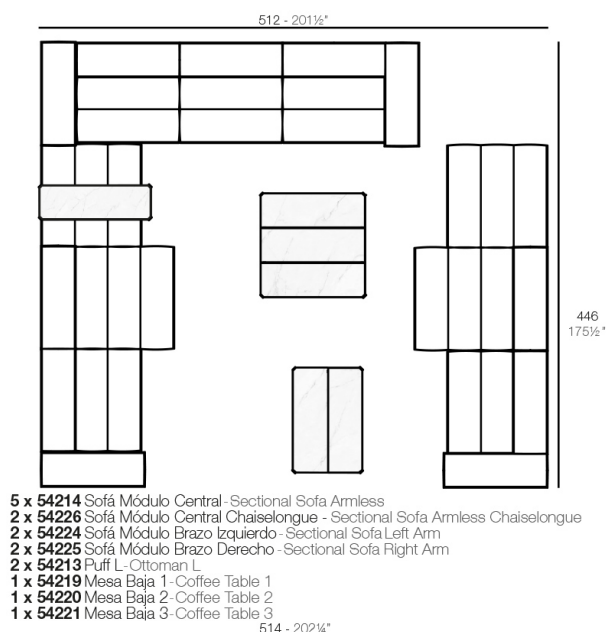 512 - 201½"
446
175½"
5 x 54214 Sofá Módulo Central - Sectional Sofa Armless
2 x 54226 Sofá Módulo Central Chaiselongue - Sectional Sofa Armless Chaiselongue
2 x 54224 Sofá Módulo Brazo Izquierdo - Sectional Sofa Left Arm
2 x 54225 Sofá Módulo Brazo Derecho - Sectional Sofa Right Arm
2 x 54213 Puff L - Ottoman L
1 x 54219 Mesa Baja 1 - Coffee Table 1
1 x 54220 Mesa Baja 2 - Coffee Table 2
1 x 54221 Mesa Baja 3 - Coffee Table 3
514 - 202¼"